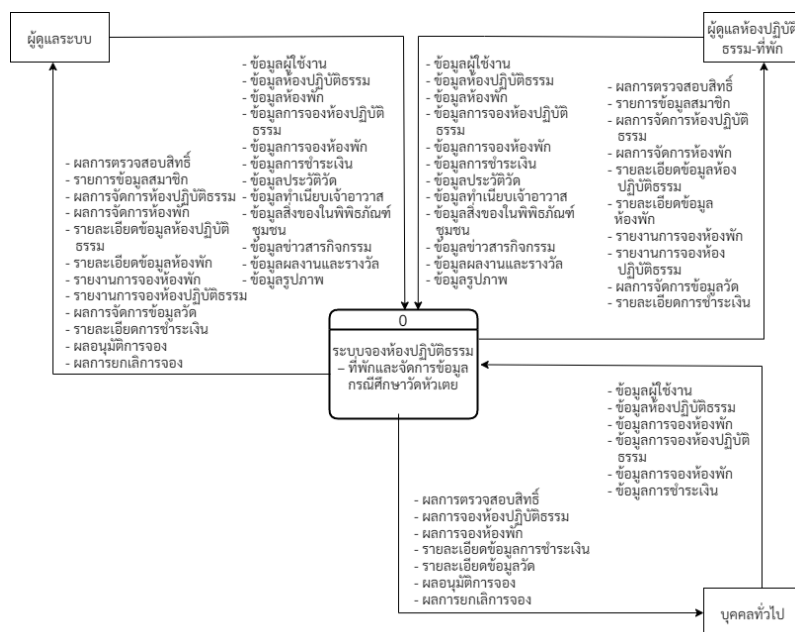 ผู้ดูแลระบบ
ผู้ดูแลห้องปฏิบัติ
ธรรม-ที่พัก
- ข้อมูลผู้ใช้งาน
- ข้อมูลห้องปฏิบัติธรรม
- ข้อมูลห้องพัก
- ข้อมูลการจองห้องปฏิบัติ
ธรรม
- ข้อมูลการจองห้องพัก
- ข้อมูลการชำระเงิน
- ข้อมูลประวัติวัด
- ข้อมูลทำเนียบเจ้าอาวาส
- ข้อมูลสิ่งของในพิพิธภัณฑ์
ชุมชน
- ข้อมูลข่าวสารกิจกรรม
- ข้อมูลผลงานและรางวัล
- ข้อมูลรูปภาพ
- ข้อมูลผู้ใช้งาน
- ข้อมูลห้องปฏิบัติธรรม
- ข้อมูลห้องพัก
- ข้อมูลการจองห้องปฏิบัติ
ธรรม
- ข้อมูลการจองห้องพัก
- ข้อมูลการชำระเงิน
- ข้อมูลประวัติวัด
- ข้อมูลทำเนียบเจ้าอาวาส
- ข้อมูลสิ่งของในพิพิธภัณฑ์
ชุมชน
- ข้อมูลข่าวสารกิจกรรม
- ข้อมูลผลงานและรางวัล
- ข้อมูลรูปภาพ
- ผลการตรวจสอบสิทธิ์
- รายการข้อมูลสมาชิก
- ผลการจัดการห้องปฏิบัติ
ธรรม
- ผลการจัดการห้องพัก
- รายละเอียดข้อมูลห้อง
ปฏิบัติธรรม
- รายละเอียดข้อมูล
ห้องพัก
- รายงานการจองห้องพัก
- รายงานการจองห้อง
ปฏิบัติธรรม
- ผลการจัดการข้อมูลวัด
- รายละเอียดการชำระเงิน
- ผลการตรวจสอบสิทธิ์
- รายการข้อมูลสมาชิก
- ผลการจัดการห้องปฏิบัติธรรม
- ผลการจัดการห้องพัก
- รายละเอียดข้อมูลห้องปฏิบัติ
ธรรม
- รายละเอียดข้อมูลห้องพัก
- รายงานการจองห้องพัก
- รายงานการจองห้องปฏิบัติธรรม
- ผลการจัดการข้อมูลวัด
- รายละเอียดการชำระเงิน
- ผลอนุมัติการจอง
- ผลการยกเลิการจอง
0
ระบบจองห้องปฏิบัติธรรม
– ที่พักและจัดการข้อมูล
กรณีศึกษาวัดหัวเตย
- ข้อมูลผู้ใช้งาน
- ข้อมูลห้องปฏิบัติธรรม
- ข้อมูลการจองห้องพัก
- ข้อมูลการจองห้องปฏิบัติ
ธรรม
- ข้อมูลการจองห้องพัก
- ข้อมูลการชำระเงิน
- ผลการตรวจสอบสิทธิ์
- ผลการจองห้องปฏิบัติธรรม
- ผลการจองห้องพัก
- รายละเอียดข้อมูลการชำระเงิน
- รายละเอียดข้อมูลวัด
- ผลอนุมัติการจอง
- ผลการยกเลิการจอง
บุคคลทั่วไป